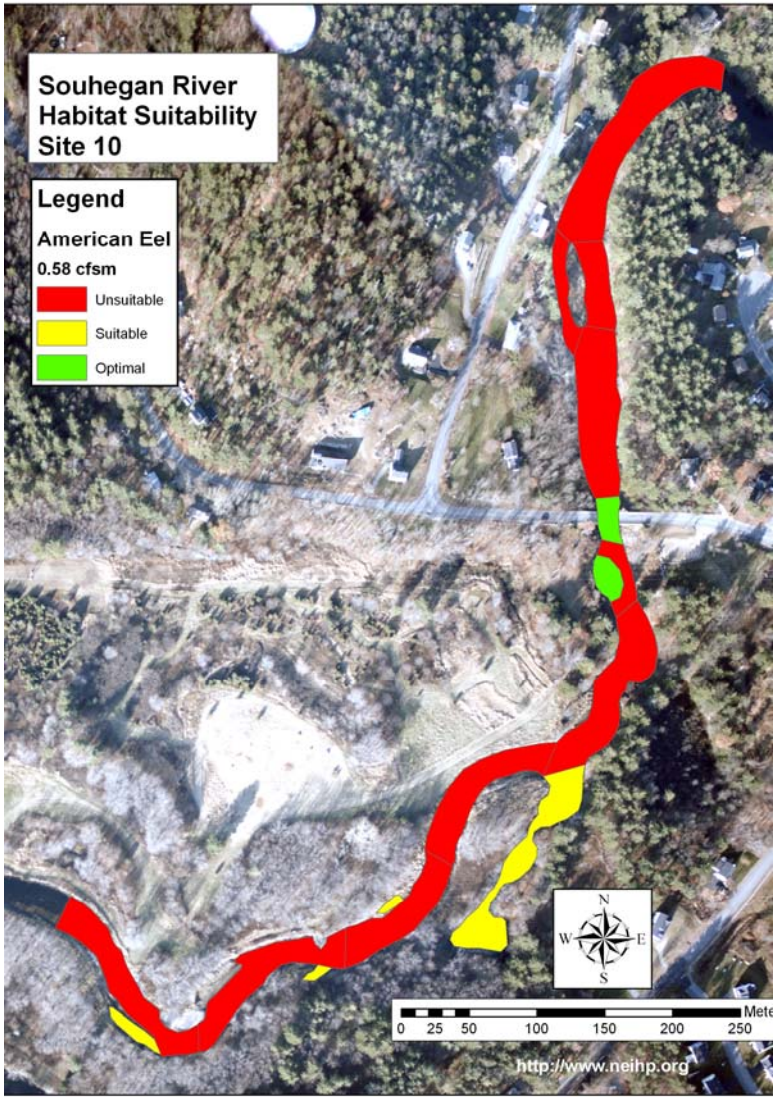 Souhegan River
Habitat Suitability
Site 10
Legend
American Eel
0.58 cfsm
Unsuitable
Suitable
Optimal
N
W E
S
Mete
0 25 50 100 150 200 250
http://www.neihp.org